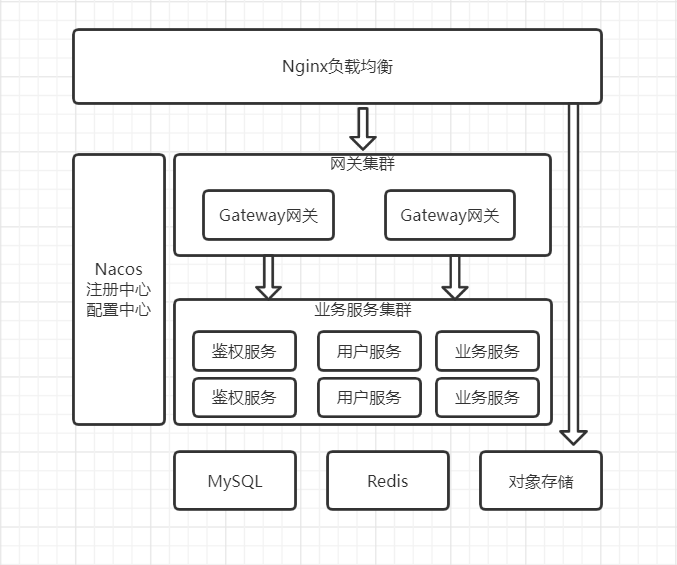 Nginx负载均衡
网关集群
Gateway网关
Gateway网关
Nacos
注册中心
配置中心
业务服务集群
鉴权服务
用户服务
业务服务
鉴权服务
用户服务
业务服务
MySQL
Redis
对象存储